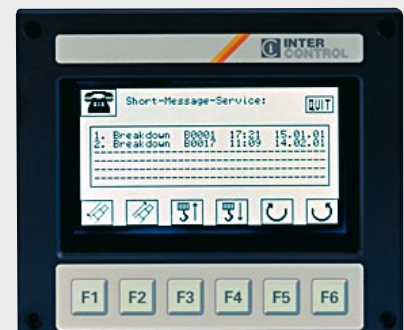 INTER
CONTROL
Short-Message-Service:
QUIT
1. Breakdown B0001 17:21 15.01.01
2. Breakdown B0017 11:09 14.02.01
F1 F2 F3 F4 F5 F6